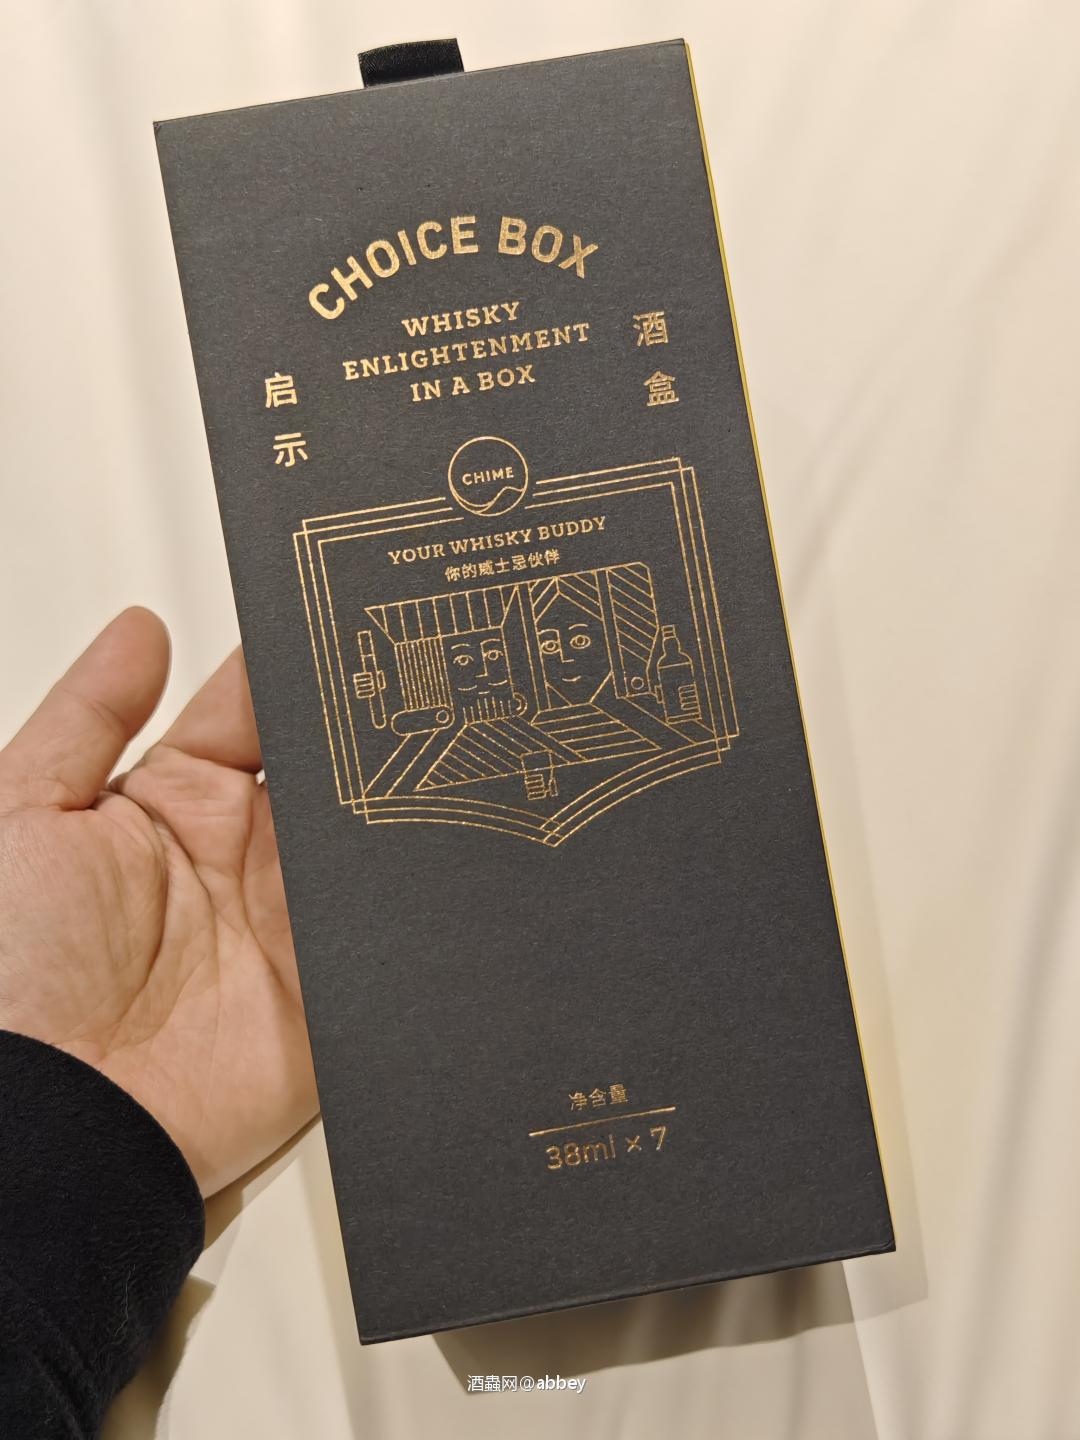 CHOICE BOX
WHISKY
ENLIGHTENMENT
IN A BOX
启示
酒盒
CHIME
YOUR WHISKY BUDDY
你的威士忌伙伴
净含量
38ml × 7
酒蟲网@abbey